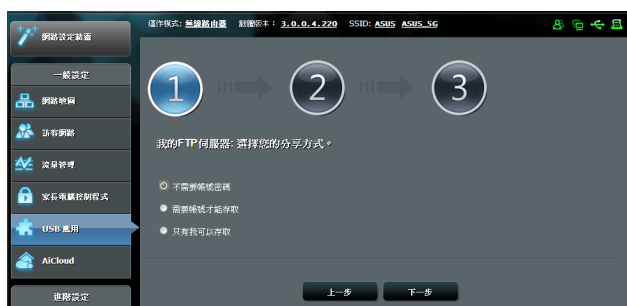 網路設定精靈
運作模式: 無線路由器 韌體版本: 3.0.0.4.220 SSID: ASUS ASUS_5G
一般設定
網路地圖
訪客網路
流量管理
家長電腦控制程式
USB 應用
AiCloud
進階設定
1 2 3
我的FTP伺服器: 選擇您的分享方式。
不需要帳號密碼
需要帳號才能存取
只有我可以存取
上一步 下一步